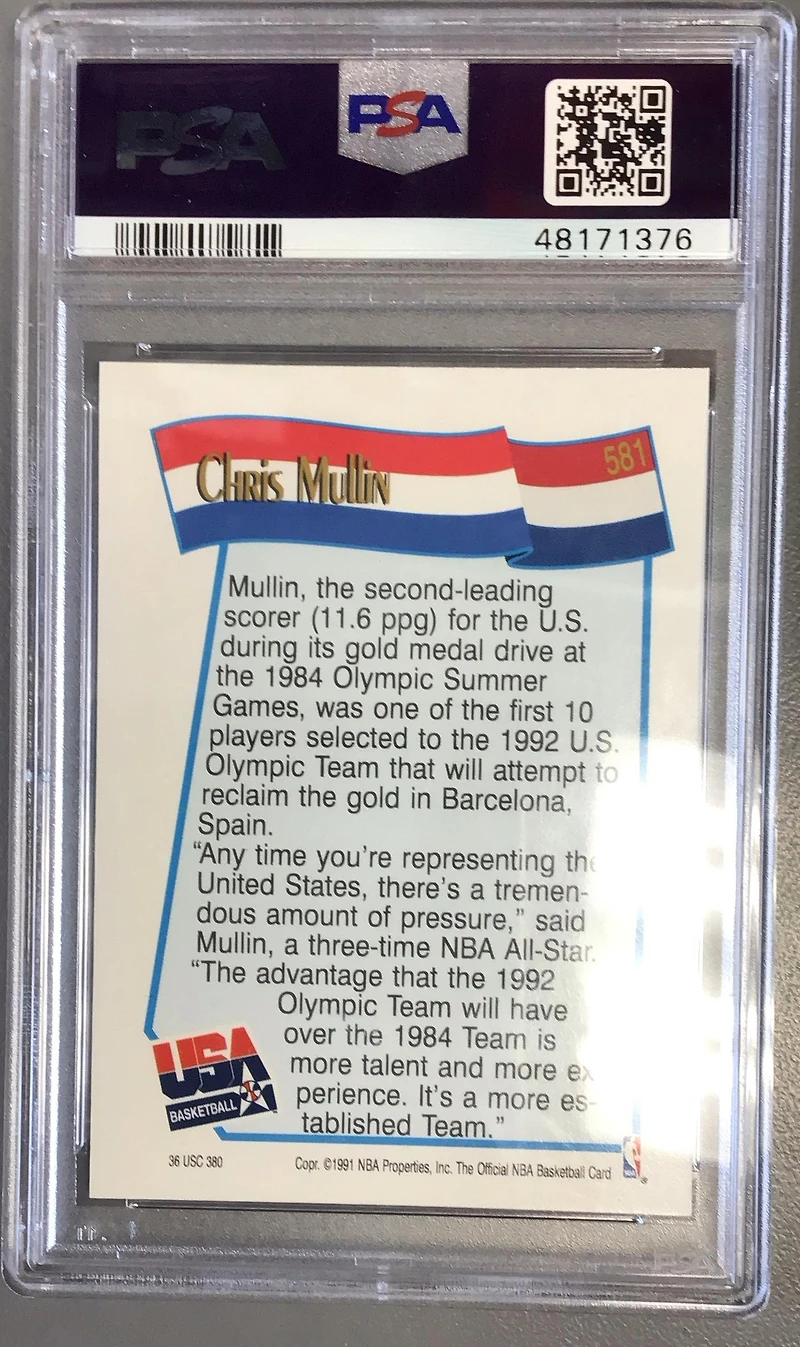 PSA
PSA
48171376
Chris Mullin
581
Mullin, the second-leading
scorer (11.6 ppg) for the U.S.
during its gold medal drive at
the 1984 Olympic Summer
Games, was one of the first 10
players selected to the 1992 U.S.
Olympic Team that will attempt to
reclaim the gold in Barcelona,
Spain.
“Any time you're representing the
United States, there's a tremen-
dous amount of pressure,” said
Mullin, a three-time NBA All-Star.
“The advantage that the 1992
Olympic Team will have
over the 1984 Team is
more talent and more ex
perience. It's a more es-
tablished Team.”
USA
BASKETBALL
36 USC 380
Copr. ©1991 NBA Properties, Inc. The Official NBA Basketball Card
NBA
®
PSA